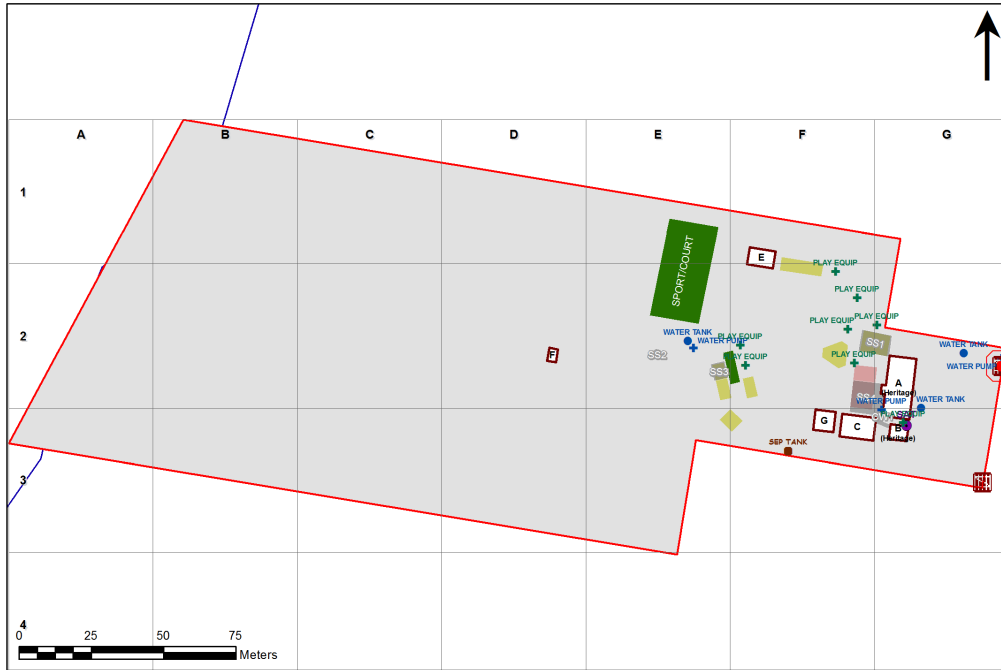 A B C D E F G
1
SPORT/COURT
E
PLAY EQUIP
PLAY EQUIP
PLAY EQUIP
PLAY EQUIP
2
WATER TANK
WATER PUMP
PLAY EQUIP
SS1
WATER TANK
F
SS2
PLAY EQUIP
PLAY EQUIP
WATER PUMP
SS3
A
(Heritage)
WATER PUMP
WATER TANK
G
C
B
(Heritage)
SEP TANK
3
4
0 25 50 75
Meters